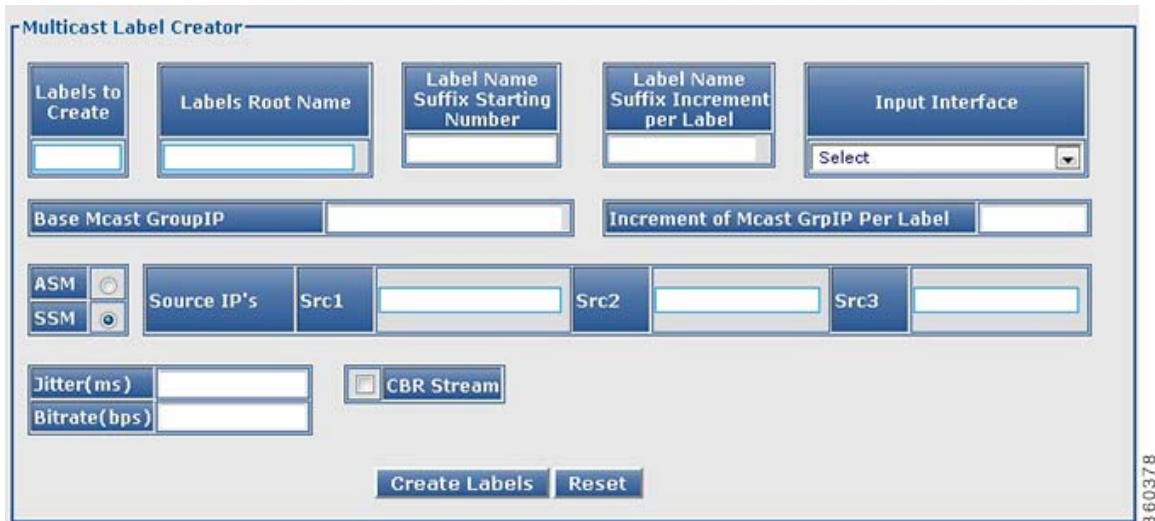 Multicast Label Creator
Labels to
Create
Labels Root Name
Label Name
Suffix Starting
Number
Label Name
Suffix Increment
per Label
Input Interface
Select
Base Mcast GroupIP
Increment of Mcast GrpIP Per Label
ASM
SSM
Source IP's
Src1
Src2
Src3
Jitter(ms)
Bitrate(bps)
CBR Stream
Create Labels
Reset
360378